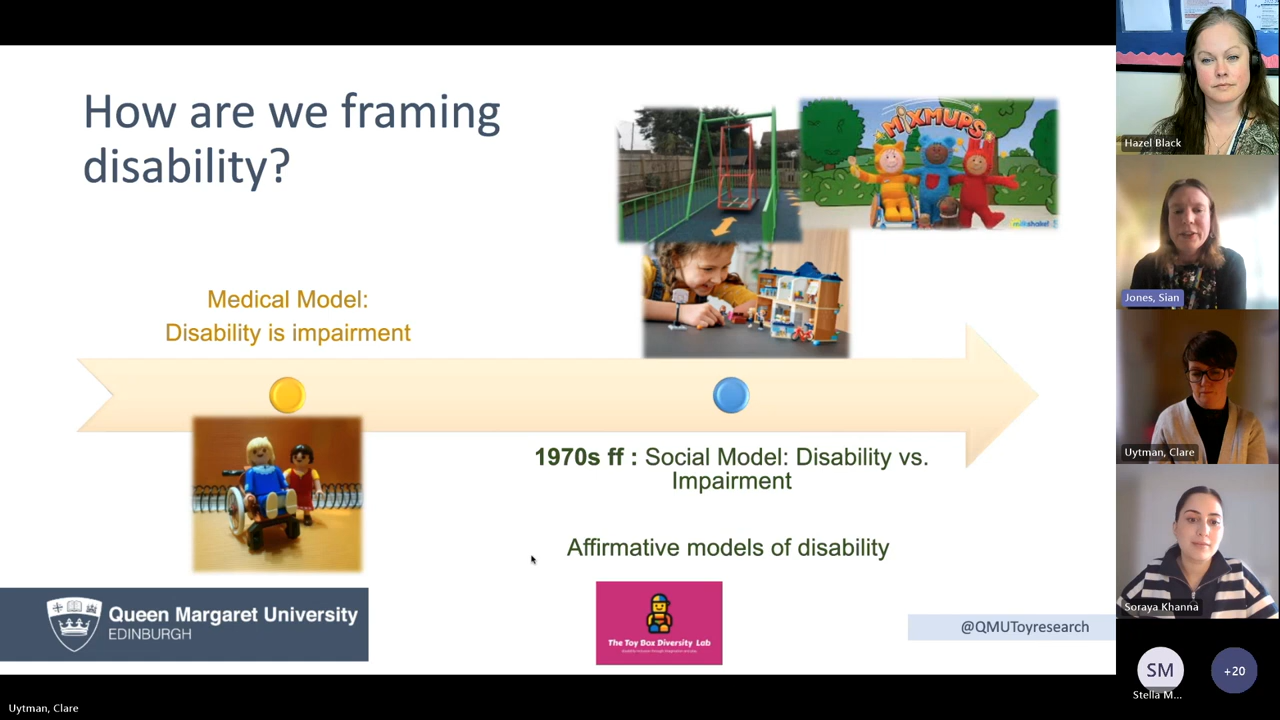 How are we framing
disability?
MiXMUPS
milkshake!
Medical Model:
Disability is impairment
1970s ff : Social Model: Disability vs.
Impairment
Affirmative models of disability
Queen Margaret University
EDINBURGH
The Toy Box Diversity Lab
@QMUToyresearch
Hazel Black
Jones, Sian
Uytman, Clare
Soraya Khanna
SM
+20
Stella M...
Uytman, Clare